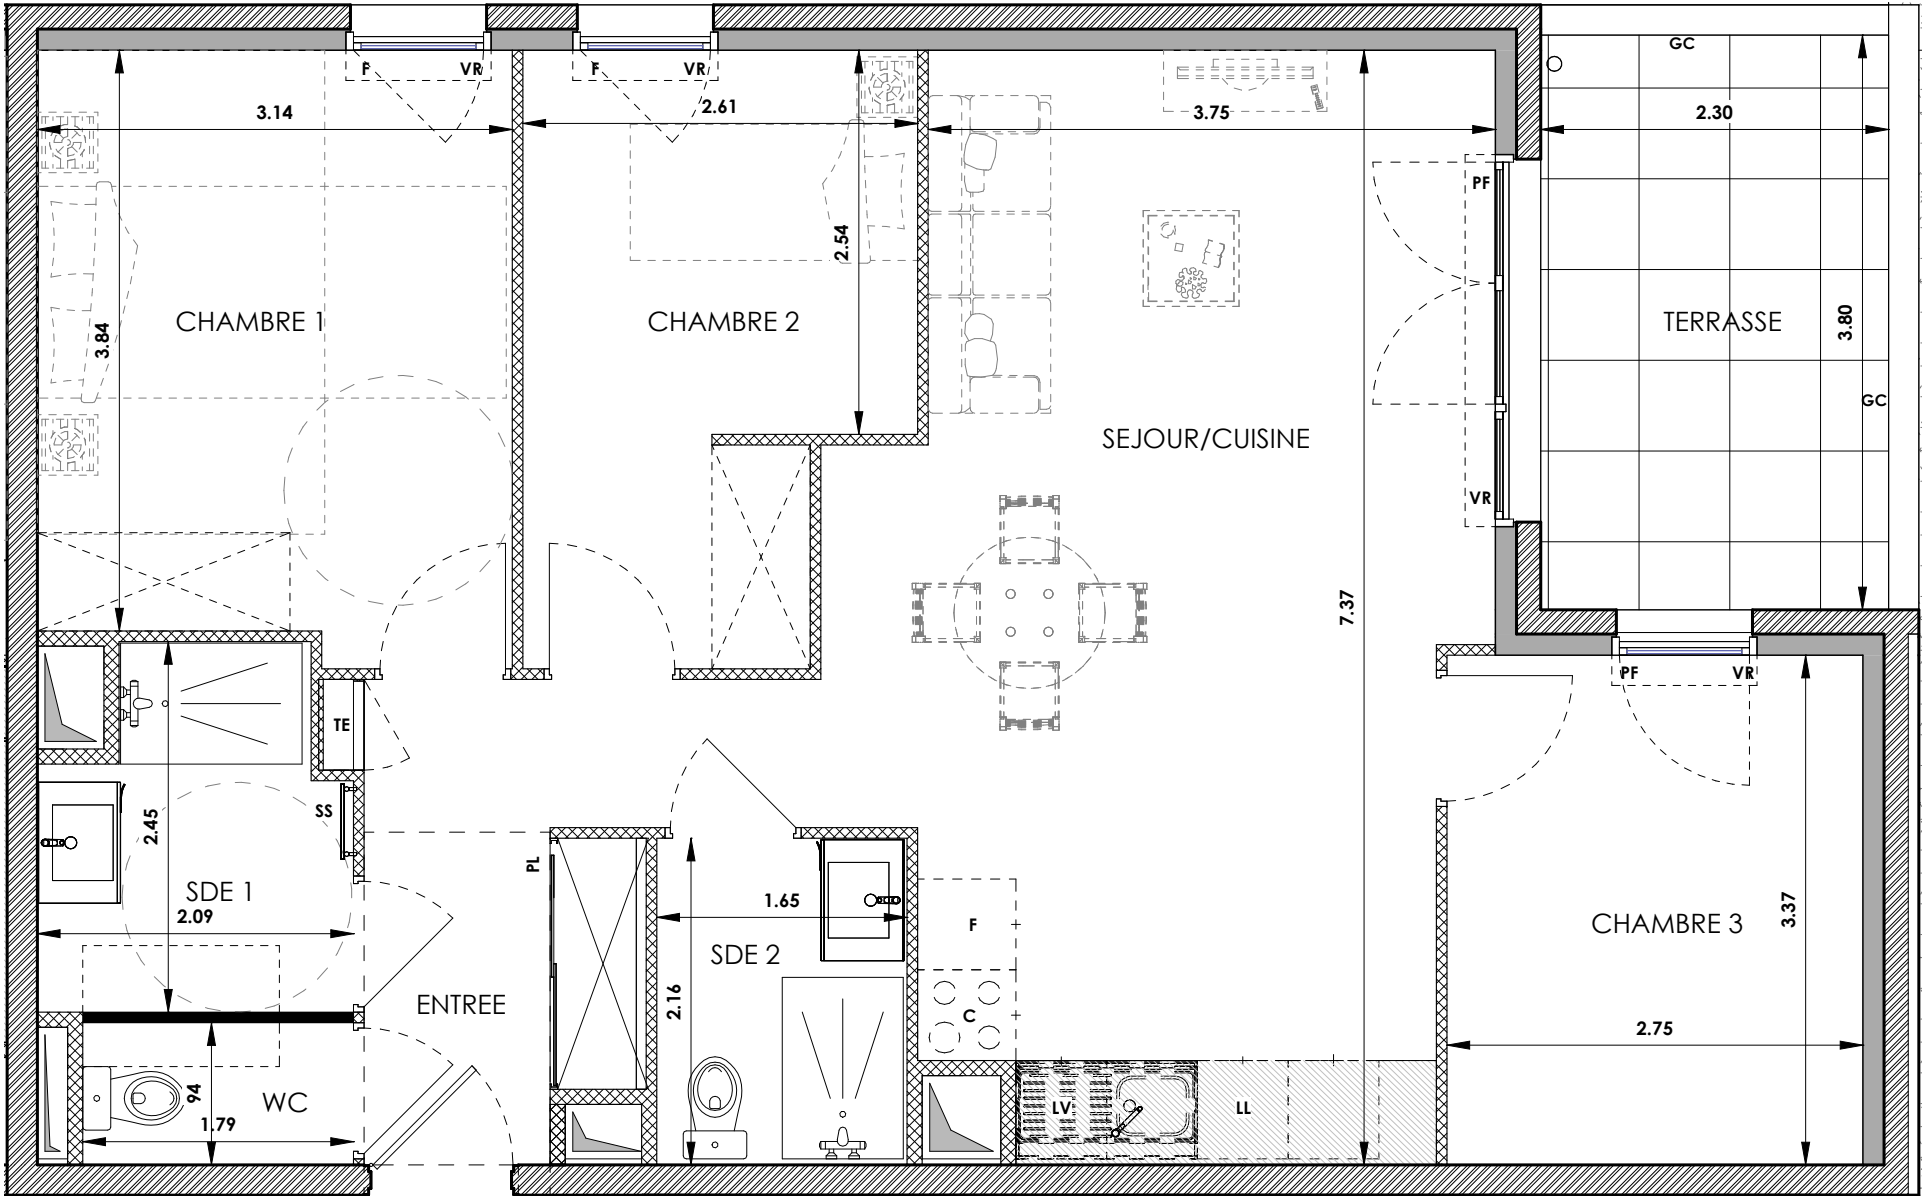 GC
F
VR
F
VR
3.14
2.61
3.75
2.30
PF
2.54
CHAMBRE 1
CHAMBRE 2
TERRASSE
3.84
3.80
GC
SEJOUR/CUISINE
VR
7.37
PF
VR
TE
SS
2.45
PL
SDE 1
2.09
1.65
F
CHAMBRE 3
3.37
SDE 2
ENTREE
2.16
C
2.75
94
WC
1.79
LV
LL